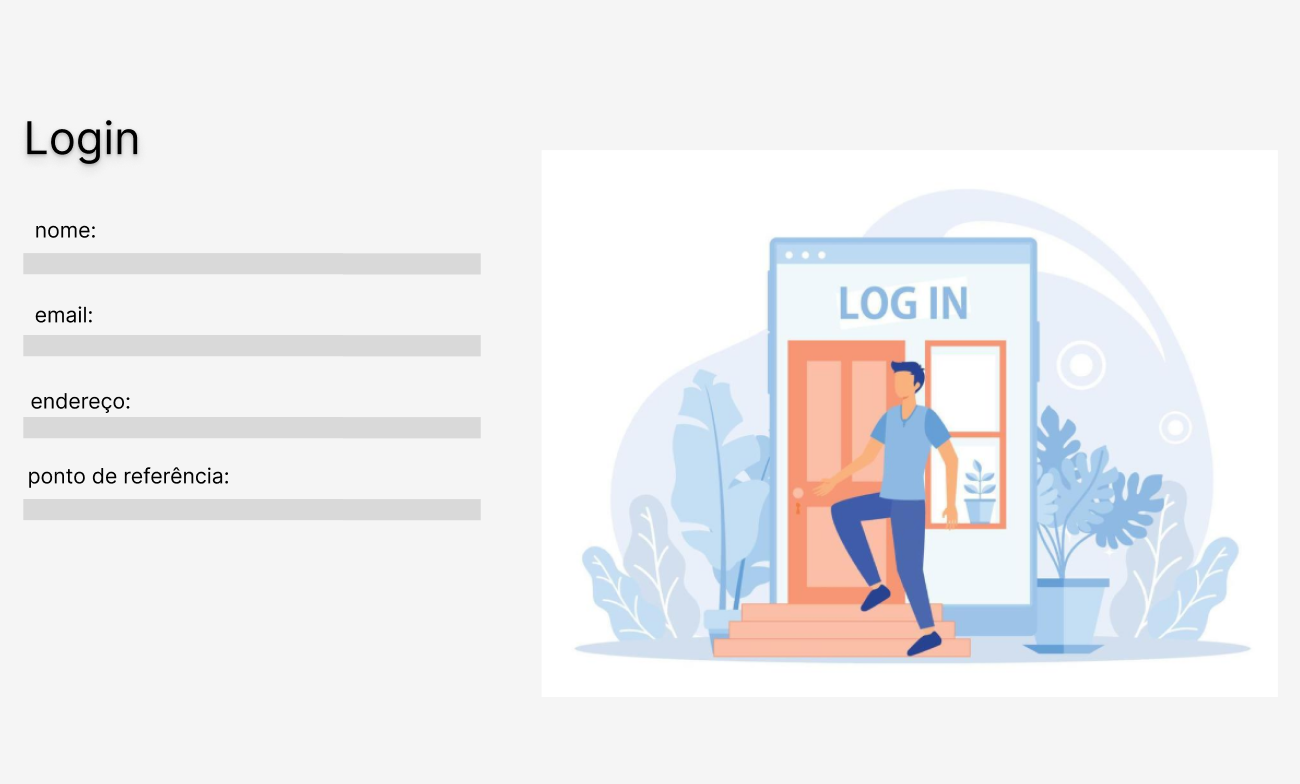 Login
nome:
email:
endereço:
ponto de referência:
LOG IN